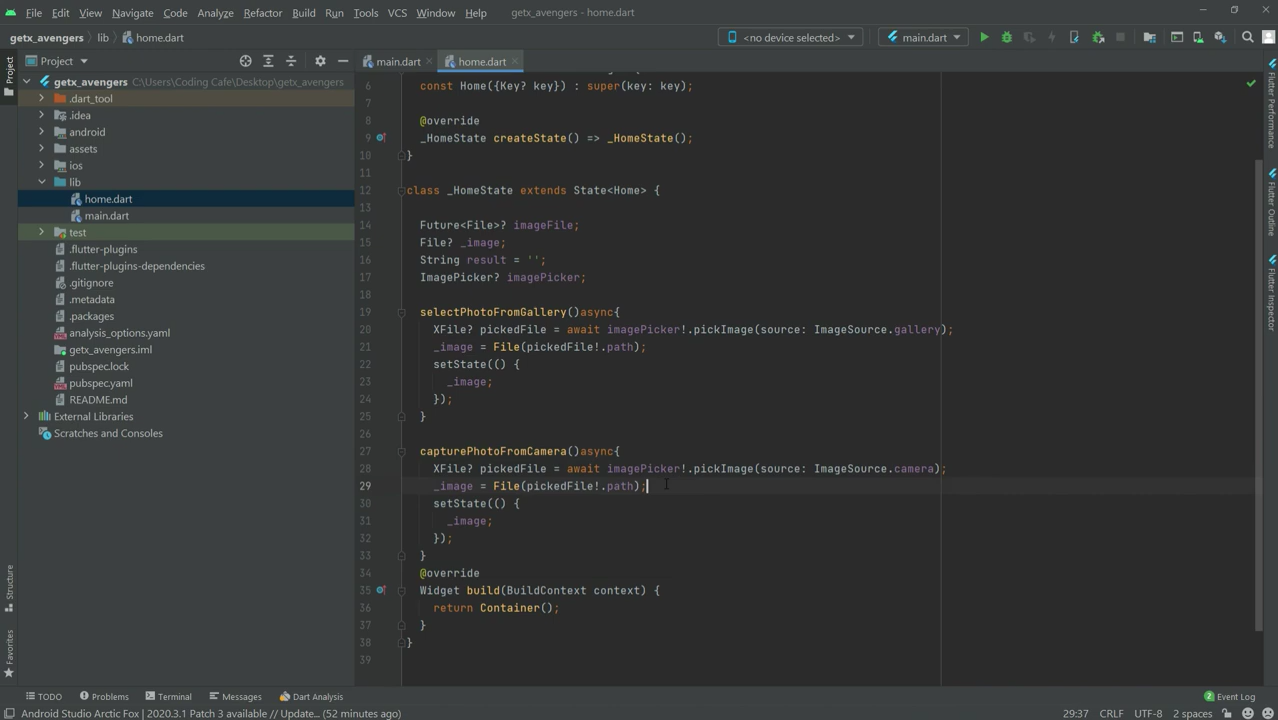 File Edit View Navigate Code Analyze Refactor Build Run Tools VCS Window Help getx_avengers - home.dart
getx_avengers lib home.dart <no device selected> main.dart
Project
main.dart home.dart
getx_avengers C:\Users\Coding Cafe\Desktop\getx_avengers
.dart_tool
.idea
android
assets
ios
lib
home.dart
main.dart
test
.flutter-plugins
.flutter-plugins-dependencies
.gitignore
.metadata
.packages
analysis_options.yaml
getx_avengers.iml
pubspec.lock
pubspec.yaml
README.md
External Libraries
Scratches and Consoles
Project
Structure
Favorites
6 const Home({Key? key}) : super(key: key);
7
8 @override
9 _HomeState createState() => _HomeState();
10 }
11
12 class _HomeState extends State<Home> {
13
14 Future<File>? imageFile;
15 File? _image;
16 String result = '';
17 ImagePicker? imagePicker;
18
19 selectPhotoFromGallery()async{
20 XFile? pickedFile = await imagePicker!.pickImage(source: ImageSource.gallery);
21 _image = File(pickedFile!.path);
22 setState(() {
23 _image;
24 });
25 }
26
27 capturePhotoFromCamera()async{
28 XFile? pickedFile = await imagePicker!.pickImage(source: ImageSource.camera);
29 _image = File(pickedFile!.path);
30 setState(() {
31 _image;
32 });
33 }
34 @override
35 Widget build(BuildContext context) {
36 return Container();
37 }
38 }
39
Flutter Performance
Flutter Outline
Flutter Inspector
TODO Problems Terminal Messages Dart Analysis 2 Event Log
Android Studio Arctic Fox | 2020.3.1 Patch 3 available // Update... (52 minutes ago) 29:37 CRLF UTF-8 2 spaces